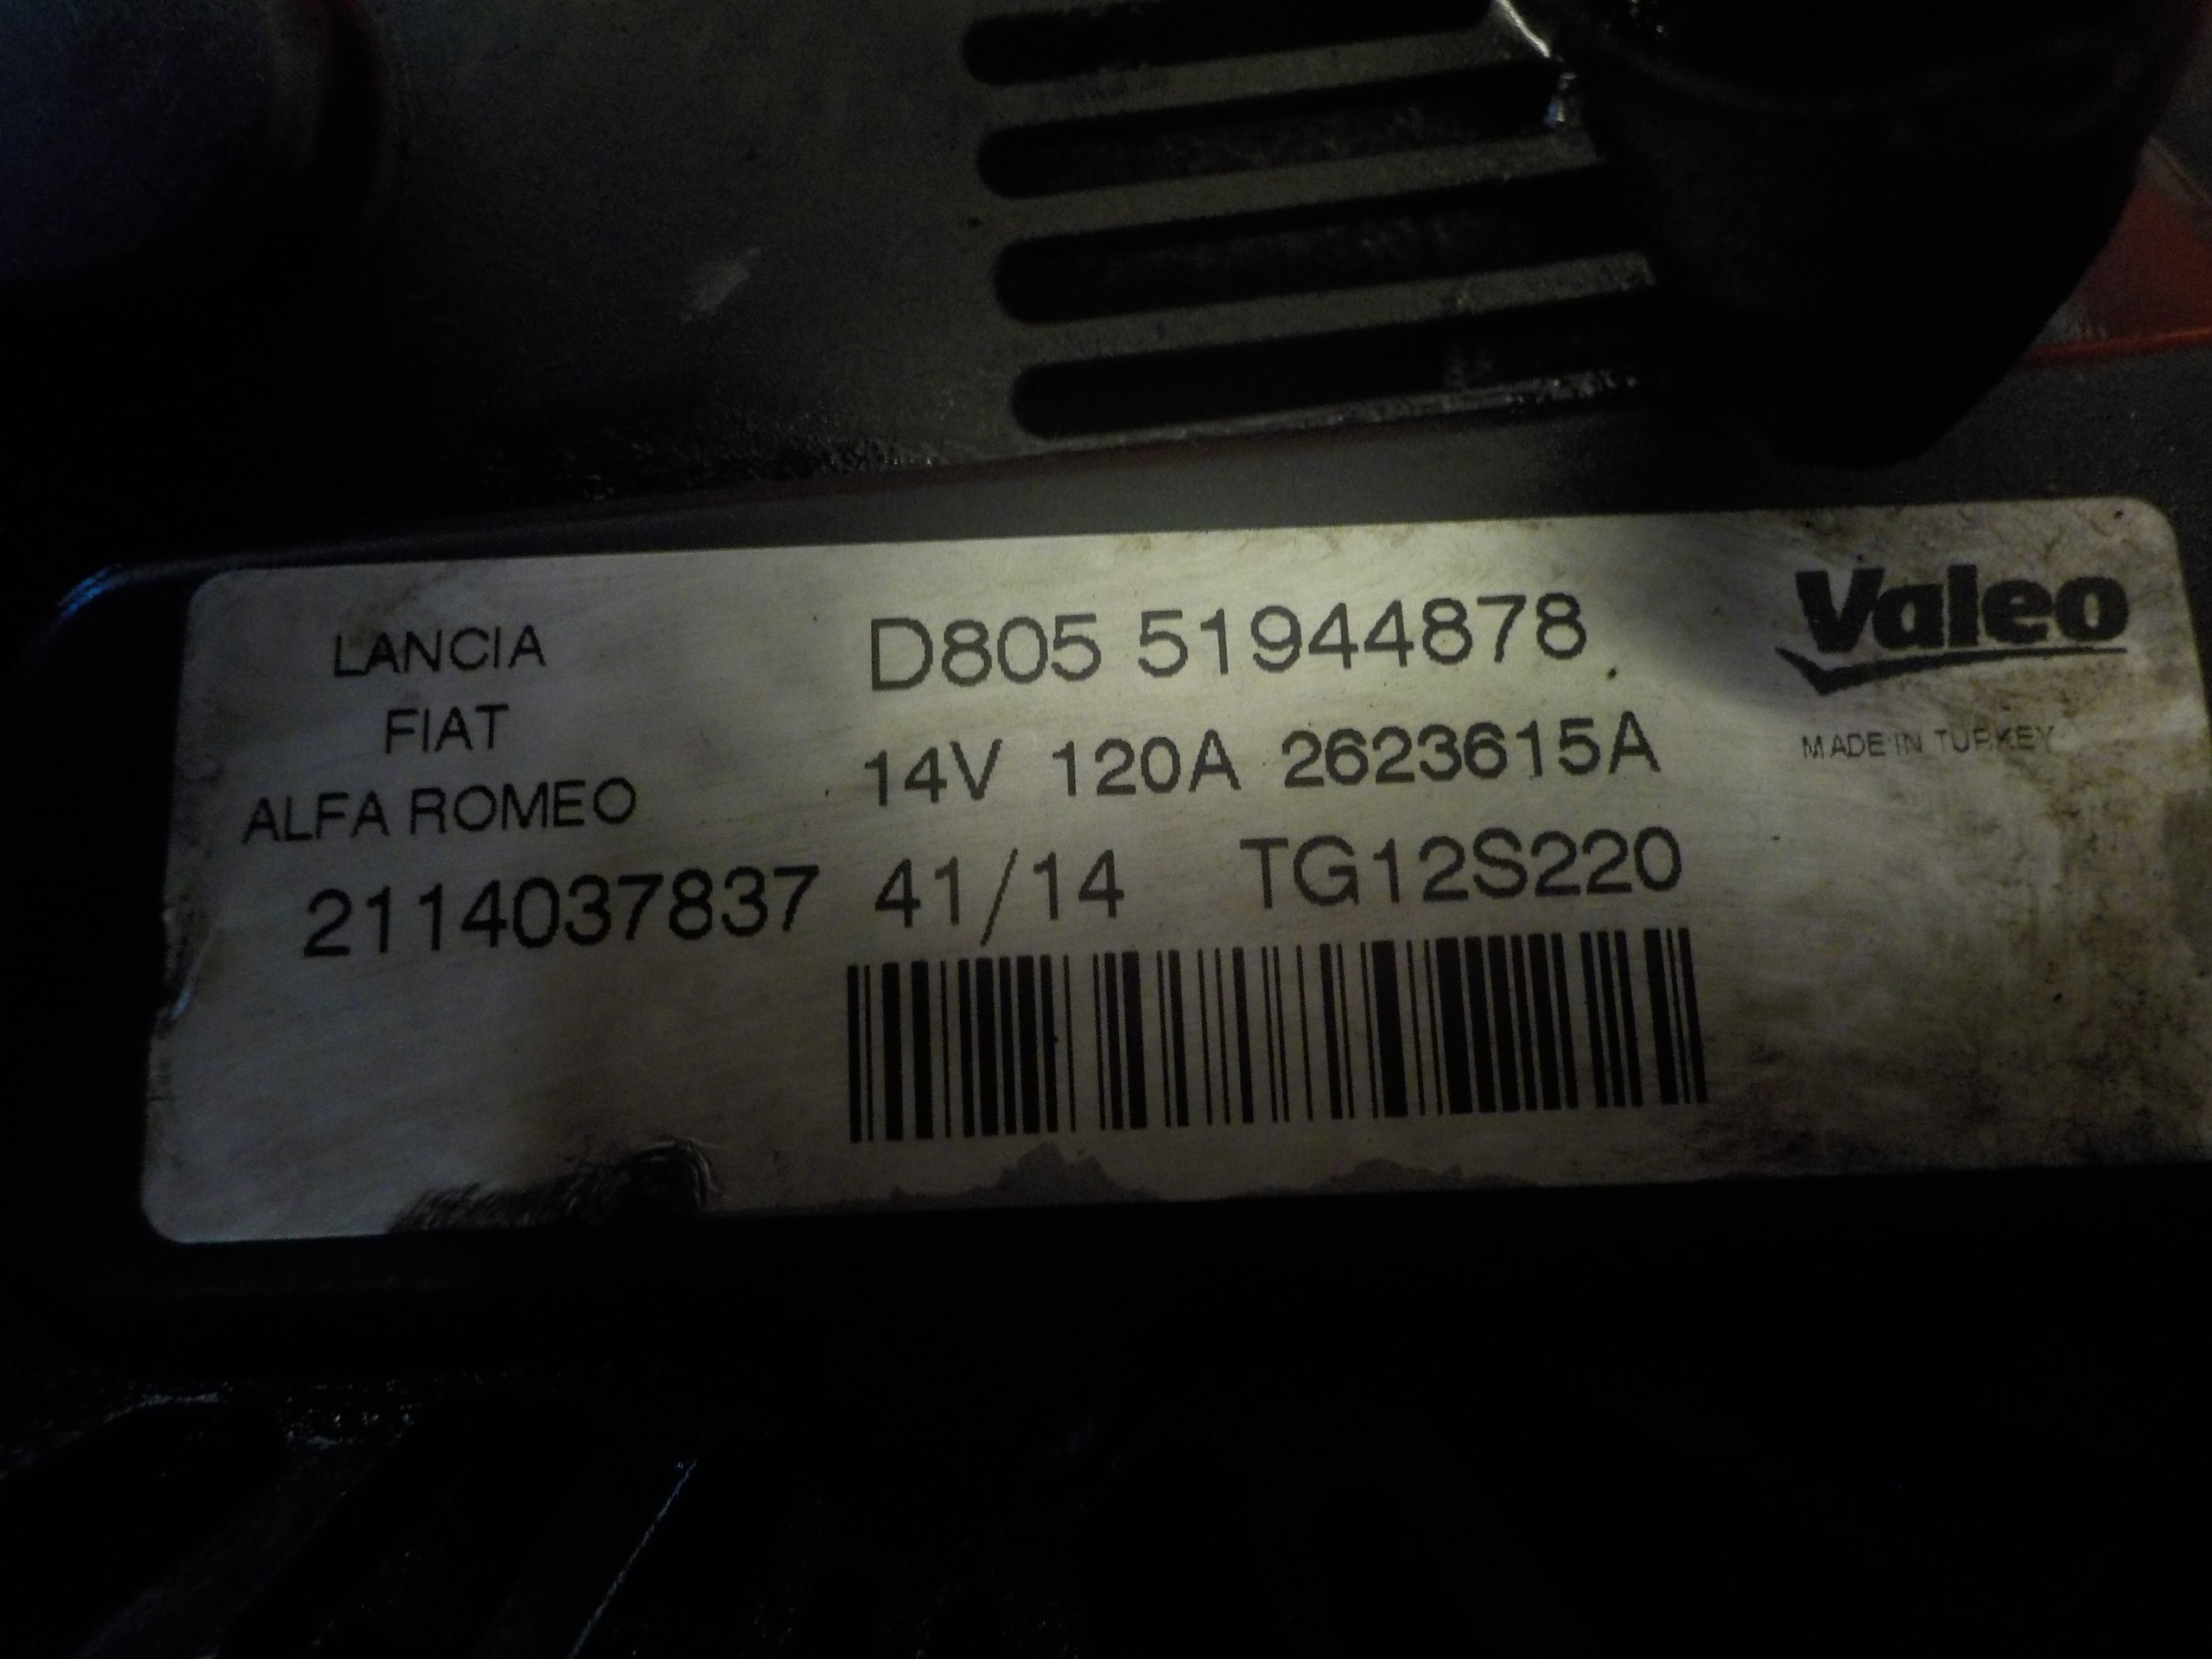 LANCIA
FIAT
ALFA ROMEO
D805 51944878
14V 120A 2623615A
2114037837 41/14 TG12S220
Valeo
MADE IN TURKEY